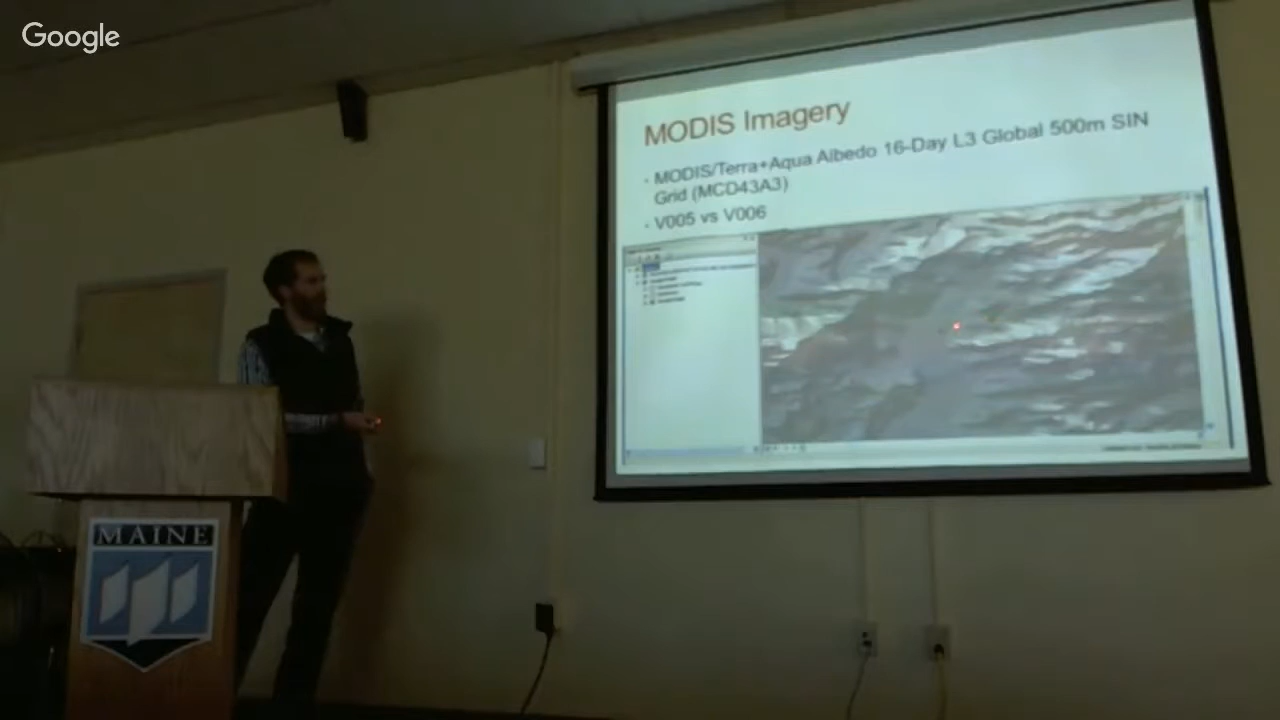 Google
MODIS Imagery
· MODIS/Terra+Aqua Albedo 16-Day L3 Global 500m SIN
Grid (MCD43A3)
· V005 vs V006
MAINE